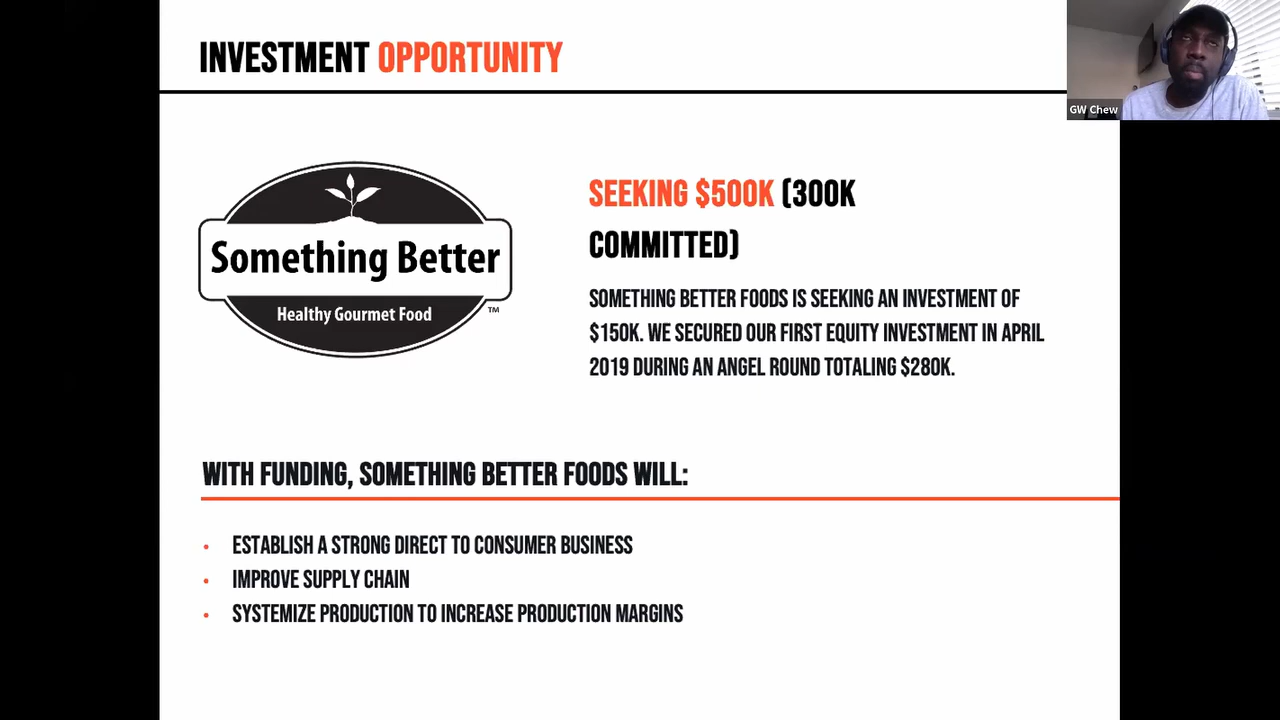 INVESTMENT OPPORTUNITY
GW Chew
Something Better
Healthy Gourmet Food
™
SEEKING $500K (300K
COMMITTED)
SOMETHING BETTER FOODS IS SEEKING AN INVESTMENT OF
$150K. WE SECURED OUR FIRST EQUITY INVESTMENT IN APRIL
2019 DURING AN ANGEL ROUND TOTALING $280K.
WITH FUNDING, SOMETHING BETTER FOODS WILL:
• ESTABLISH A STRONG DIRECT TO CONSUMER BUSINESS
• IMPROVE SUPPLY CHAIN
• SYSTEMIZE PRODUCTION TO INCREASE PRODUCTION MARGINS